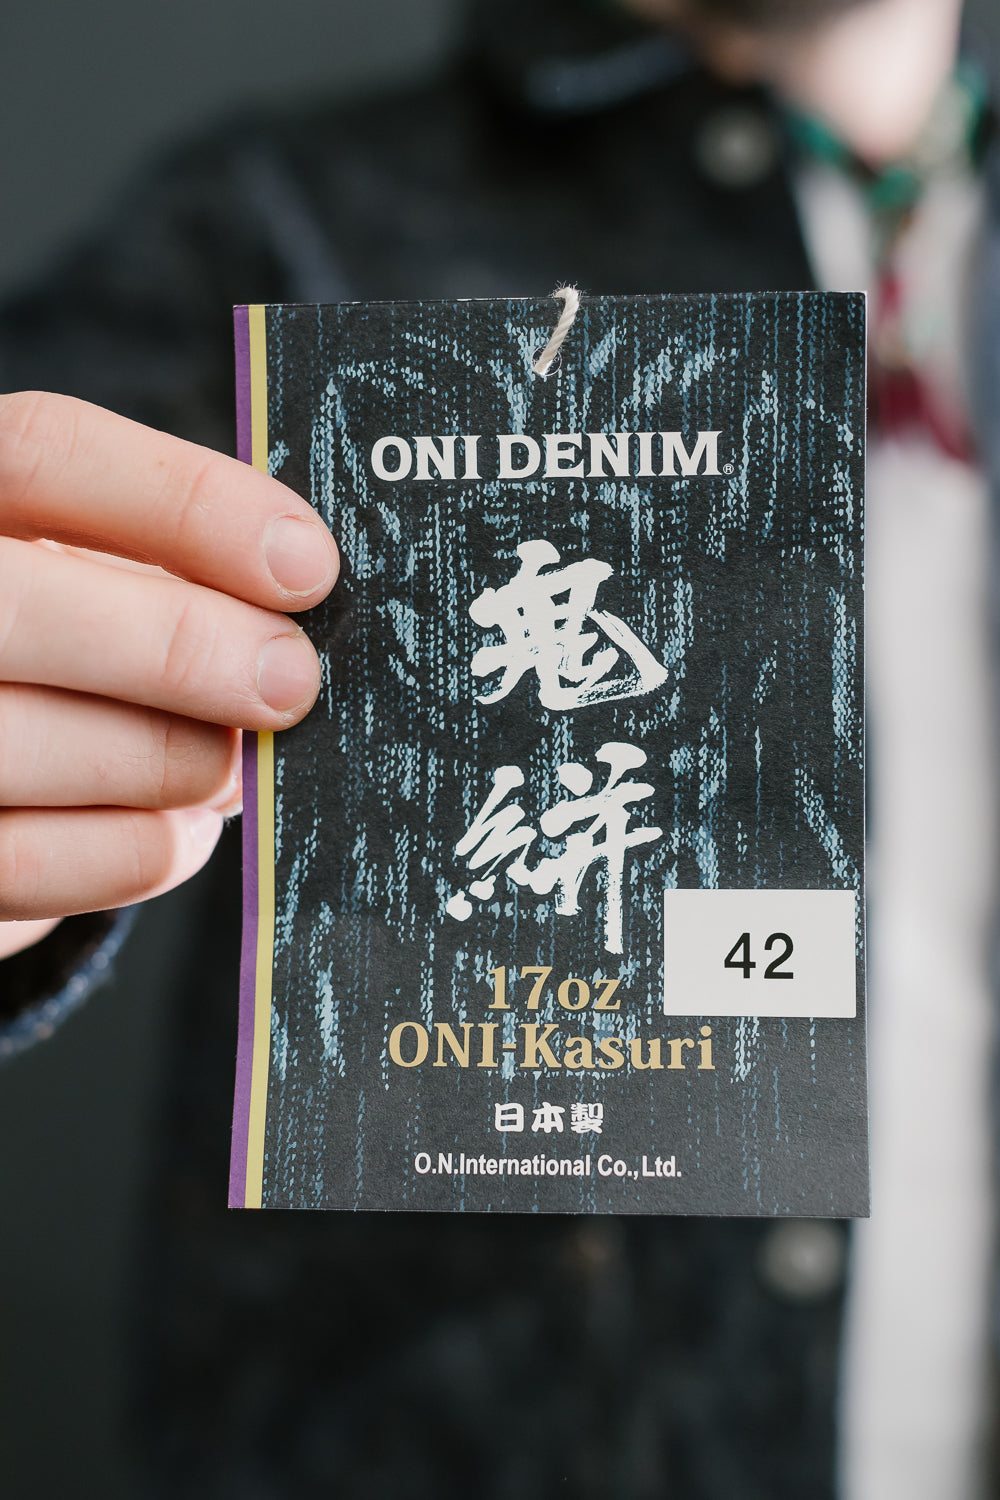 ONI DENIM®
鬼
絣
42
17oz
ONI-Kasuri
日本製
O.N.International Co.,Ltd.